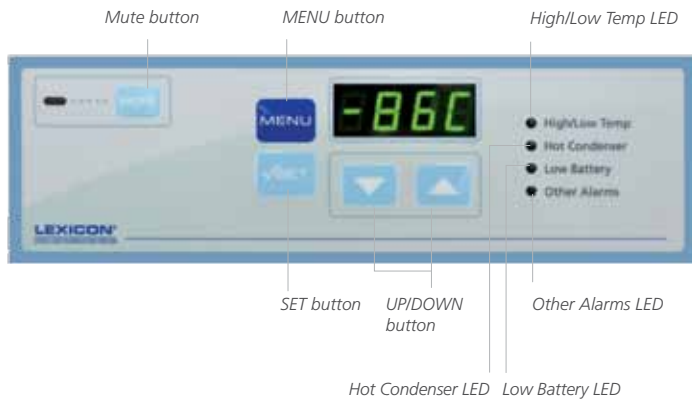 Mute button
MENU button
High/Low Temp LED
MENU
-86C
High/Low Temp
Hot Condenser
Low Battery
Other Alarms
LEXICON
SET button
UP/DOWN
button
Other Alarms LED
Hot Condenser LED
Low Battery LED